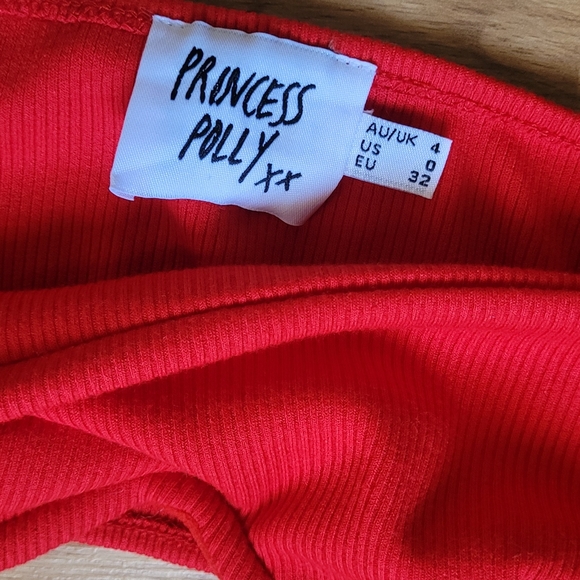 PRINCESS
POLLY xx
AU/UK 4
US 0
EU 32